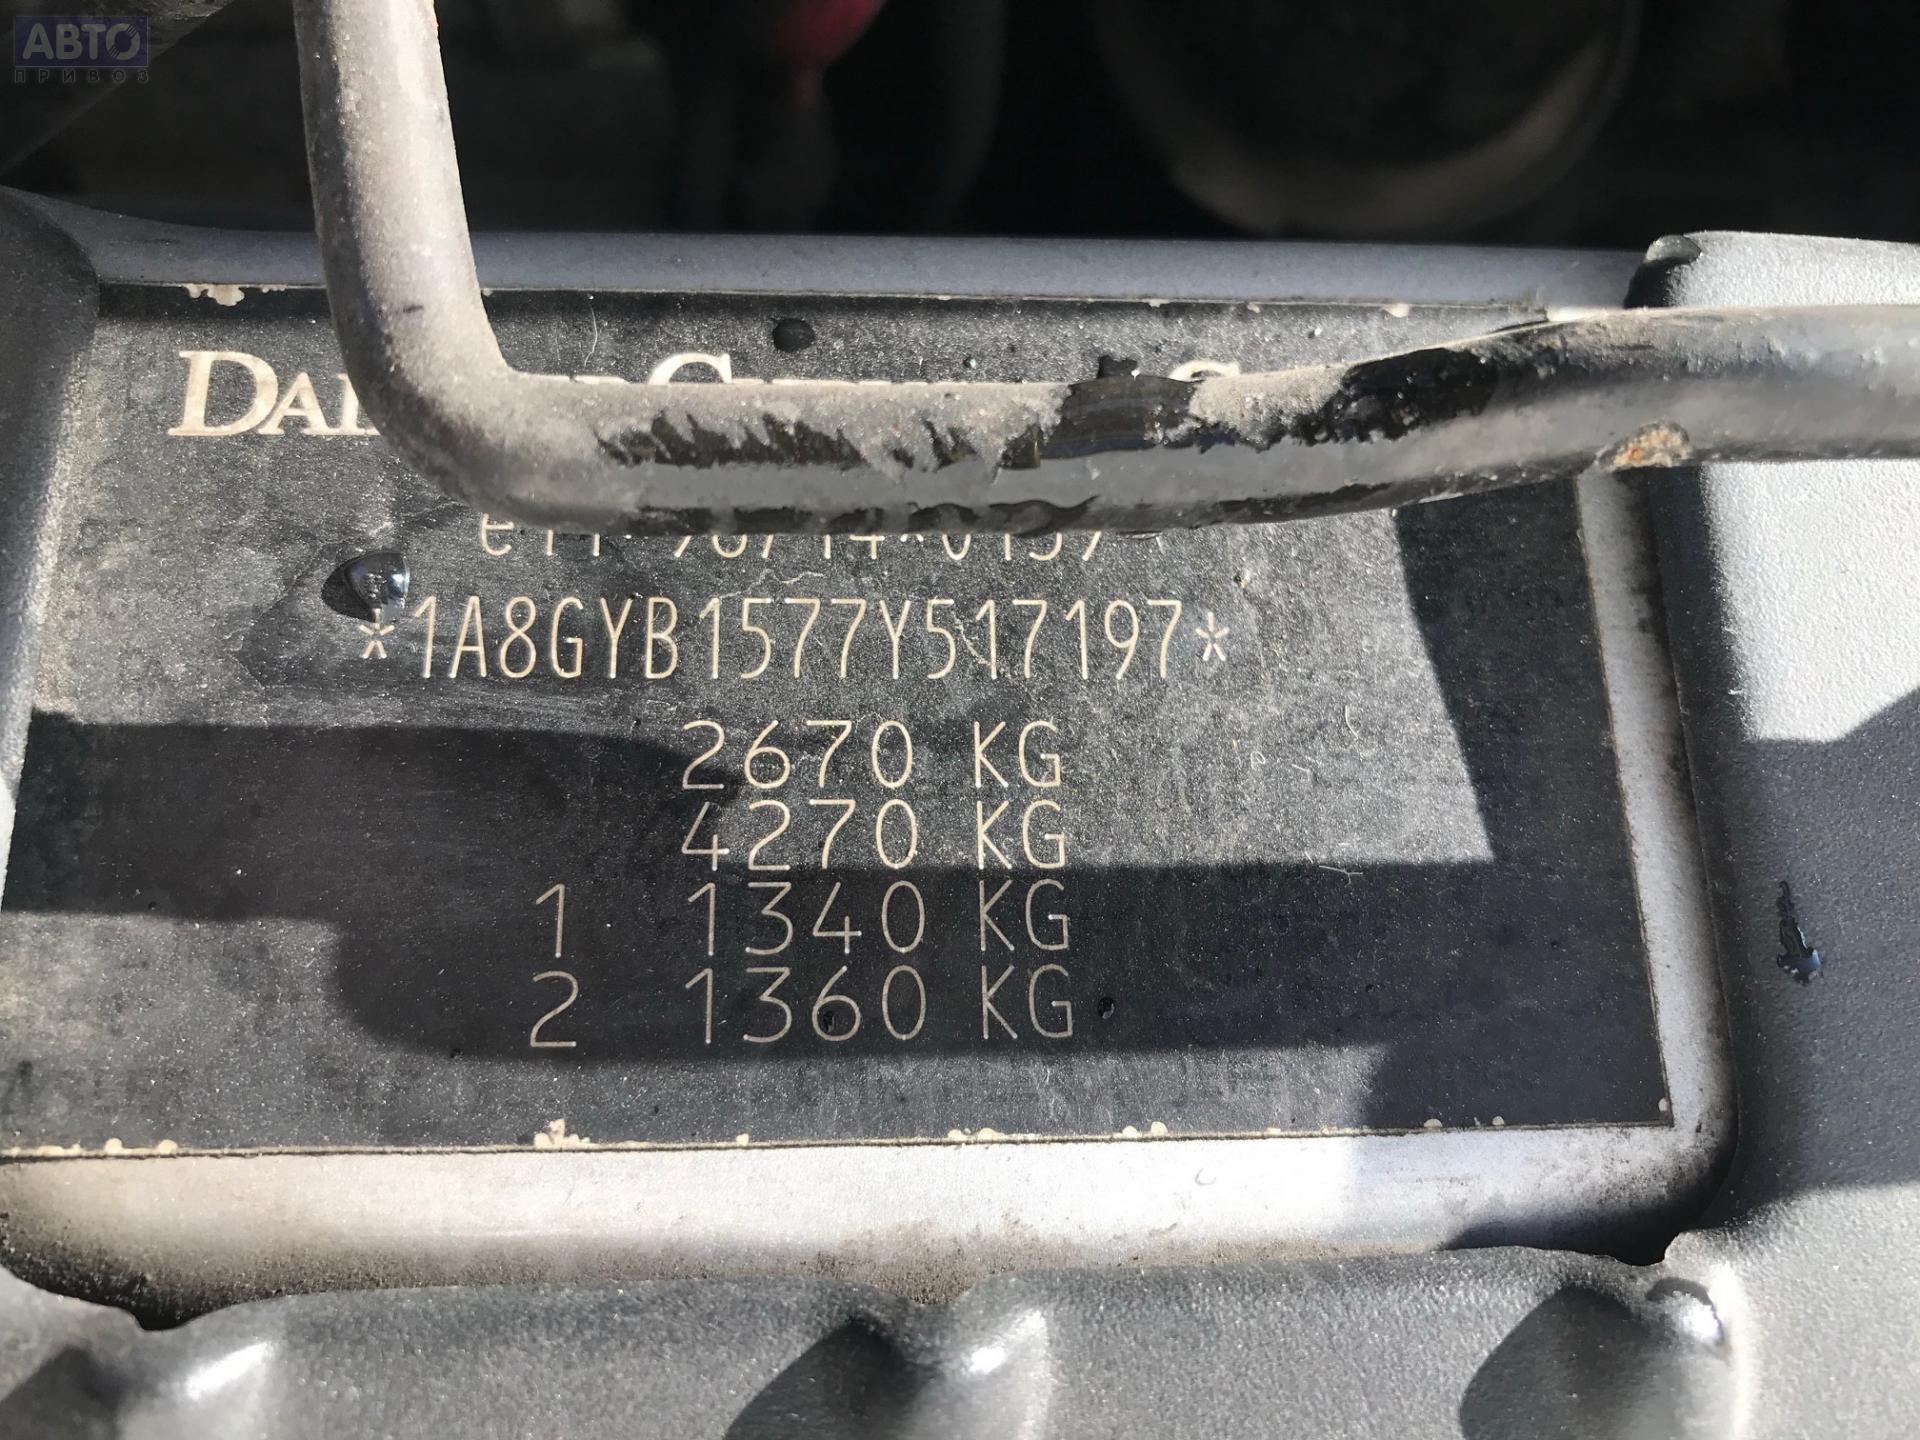 АВТО
ПРИВОЗ
*1A8GYB1577Y517197*
2670 KG
4270 KG
1 1340 KG
2 1360 KG